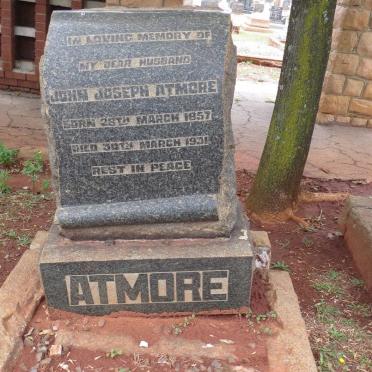 IN LOVING MEMORY OF
MY DEAR HUSBAND
JOHN JOSEPH ATMORE
BORN 29TH MARCH 1857
DIED 30TH MARCH 1931
REST IN PEACE
ATMORE